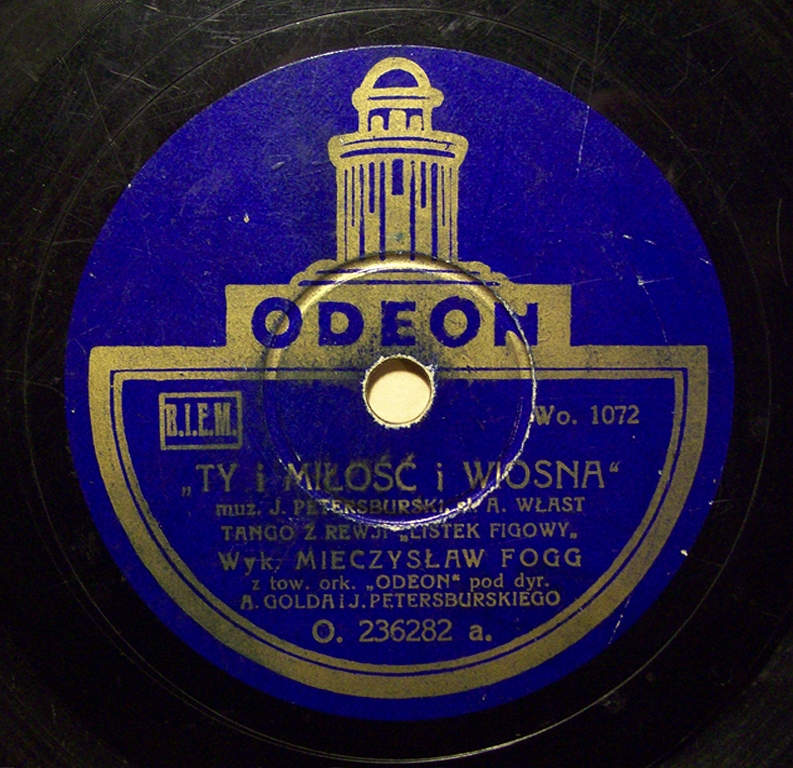 ODEON
B.I.E.M.
Wo. 1072
„TY i MIŁOŚĆ i WIOSNA“
muz. J. PETERSBURSKI, A. WŁAST
TANGO Z REWJI „LISTEK FIGOWY„
Wyk. MIECZYSŁAW FOGG
z tow. ork. „ODEON“ pod dyr.
A. GOLDA i J. PETERSBURSKIEGO
O. 236282 a.